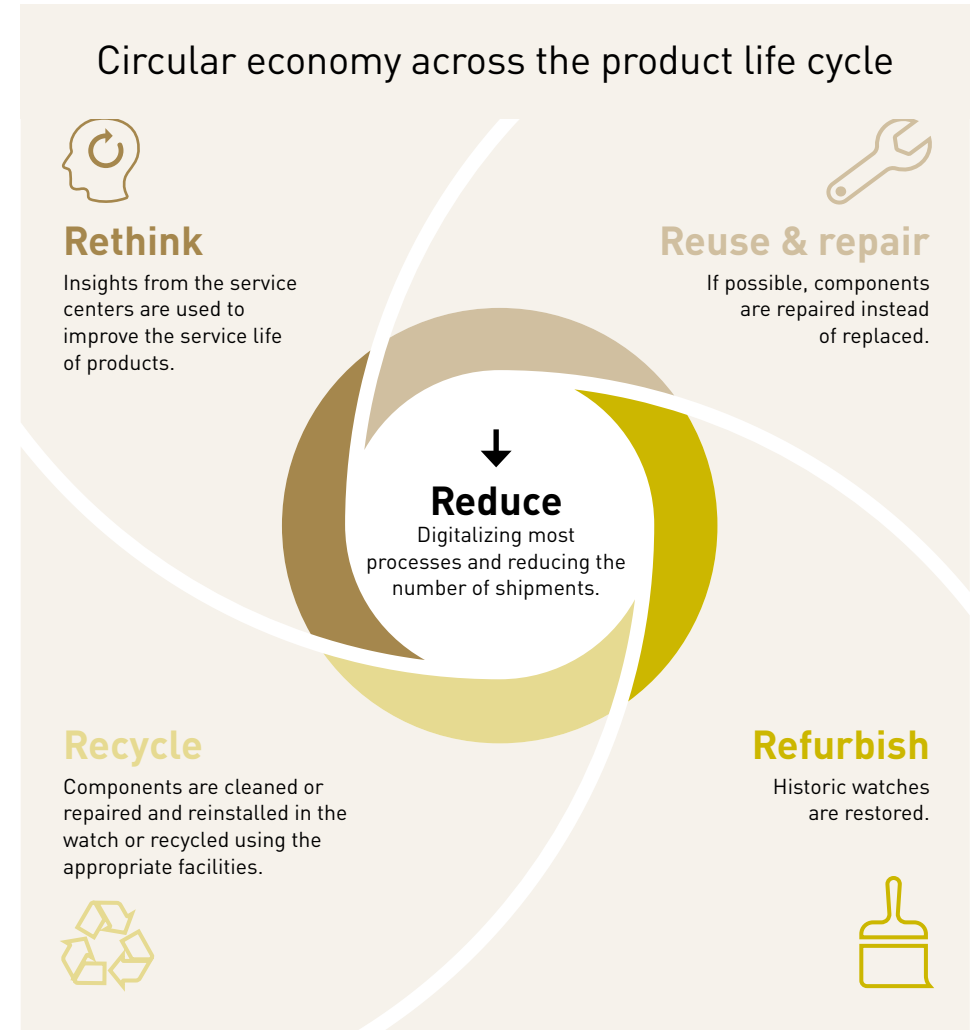 Circular economy across the product life cycle
Rethink
Insights from the service
centers are used to
improve the service life
of products.
Reuse & repair
If possible, components
are repaired instead
of replaced.
Reduce
Digitalizing most
processes and reducing the
number of shipments.
Recycle
Components are cleaned or
repaired and reinstalled in the
watch or recycled using the
appropriate facilities.
Refurbish
Historic watches
are restored.